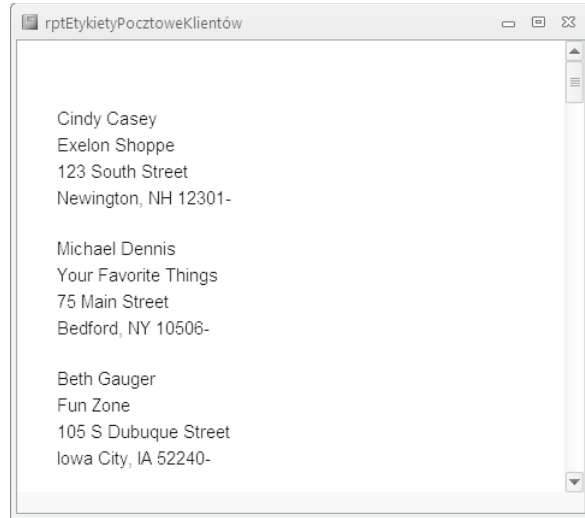 rptEtykietyPocztoweKlientów
Cindy Casey
Exelon Shoppe
123 South Street
Newington, NH 12301-
Michael Dennis
Your Favorite Things
75 Main Street
Bedford, NY 10506-
Beth Gauger
Fun Zone
105 S Dubuque Street
Iowa City, IA 52240-